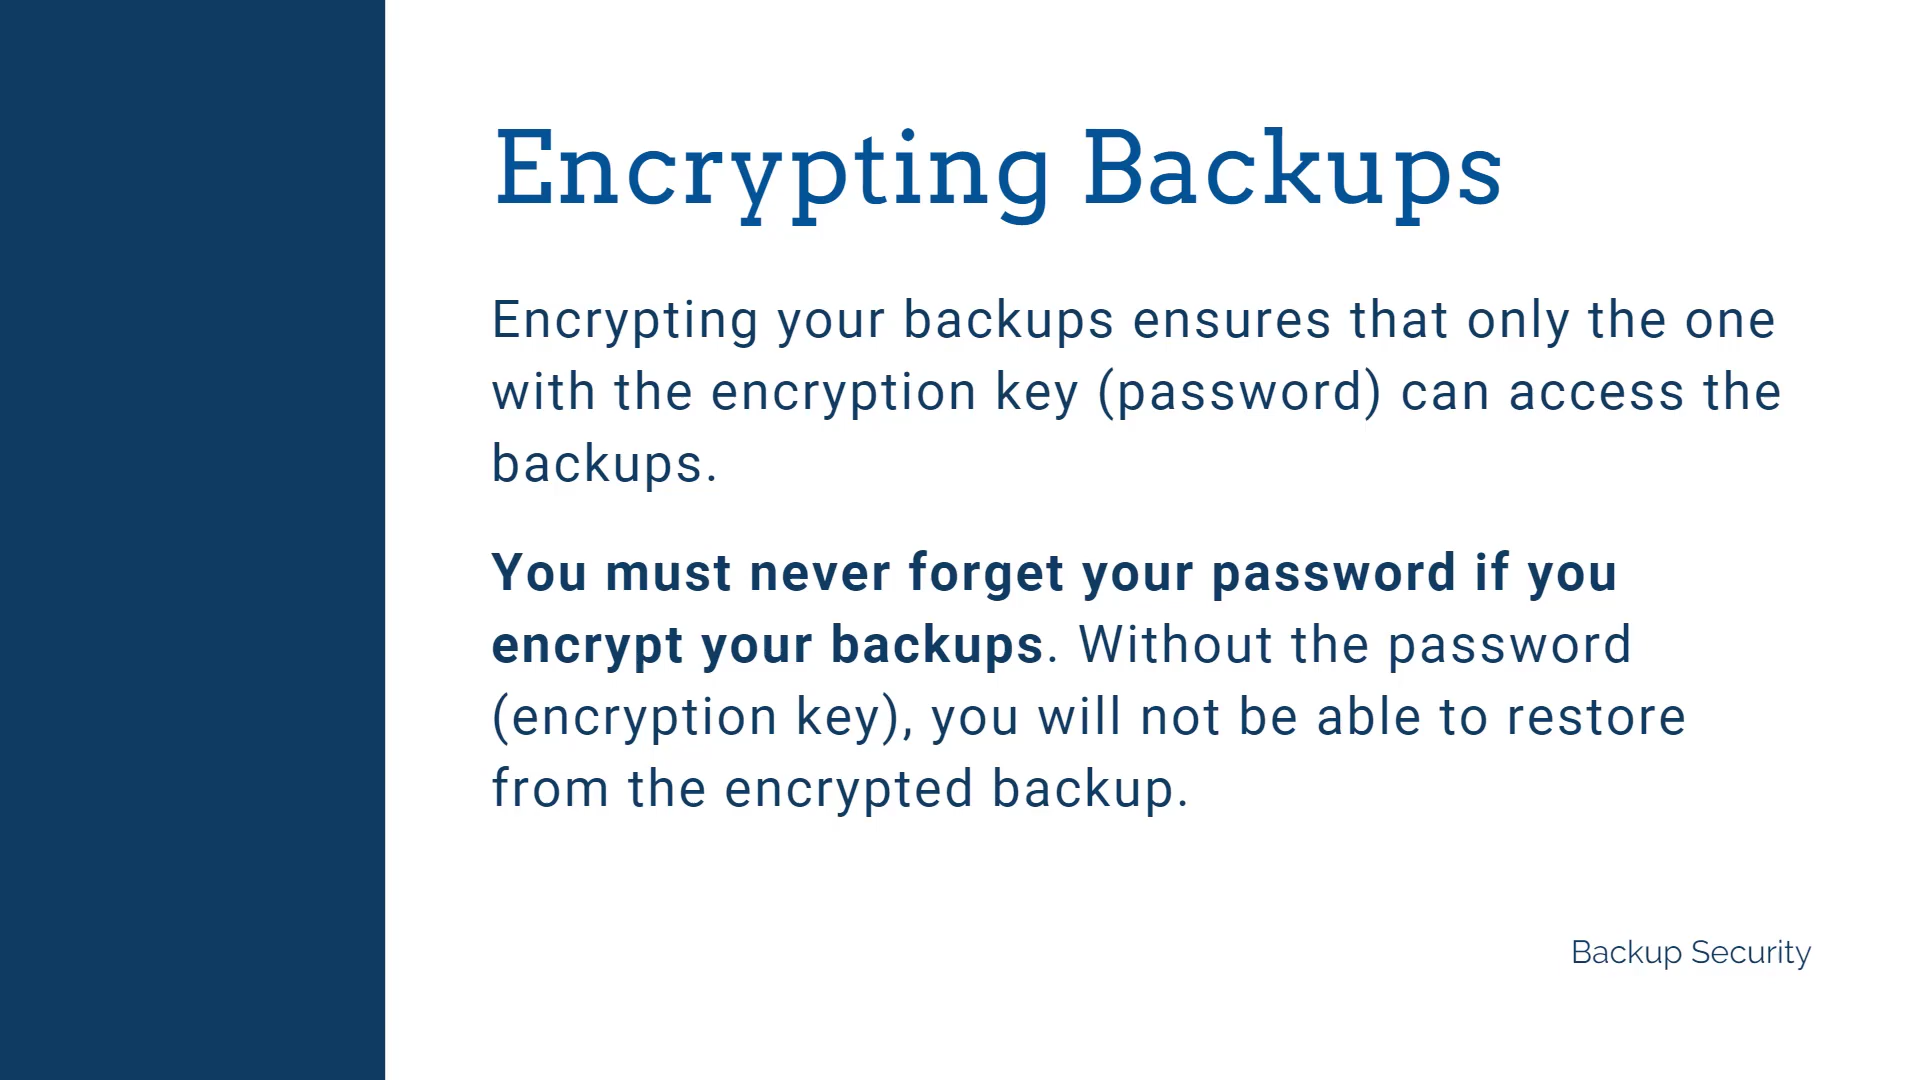 Encrypting Backups
Encrypting your backups ensures that only the one
with the encryption key (password) can access the
backups.
You must never forget your password if you
encrypt your backups. Without the password
(encryption key), you will not be able to restore
from the encrypted backup.
Backup Security